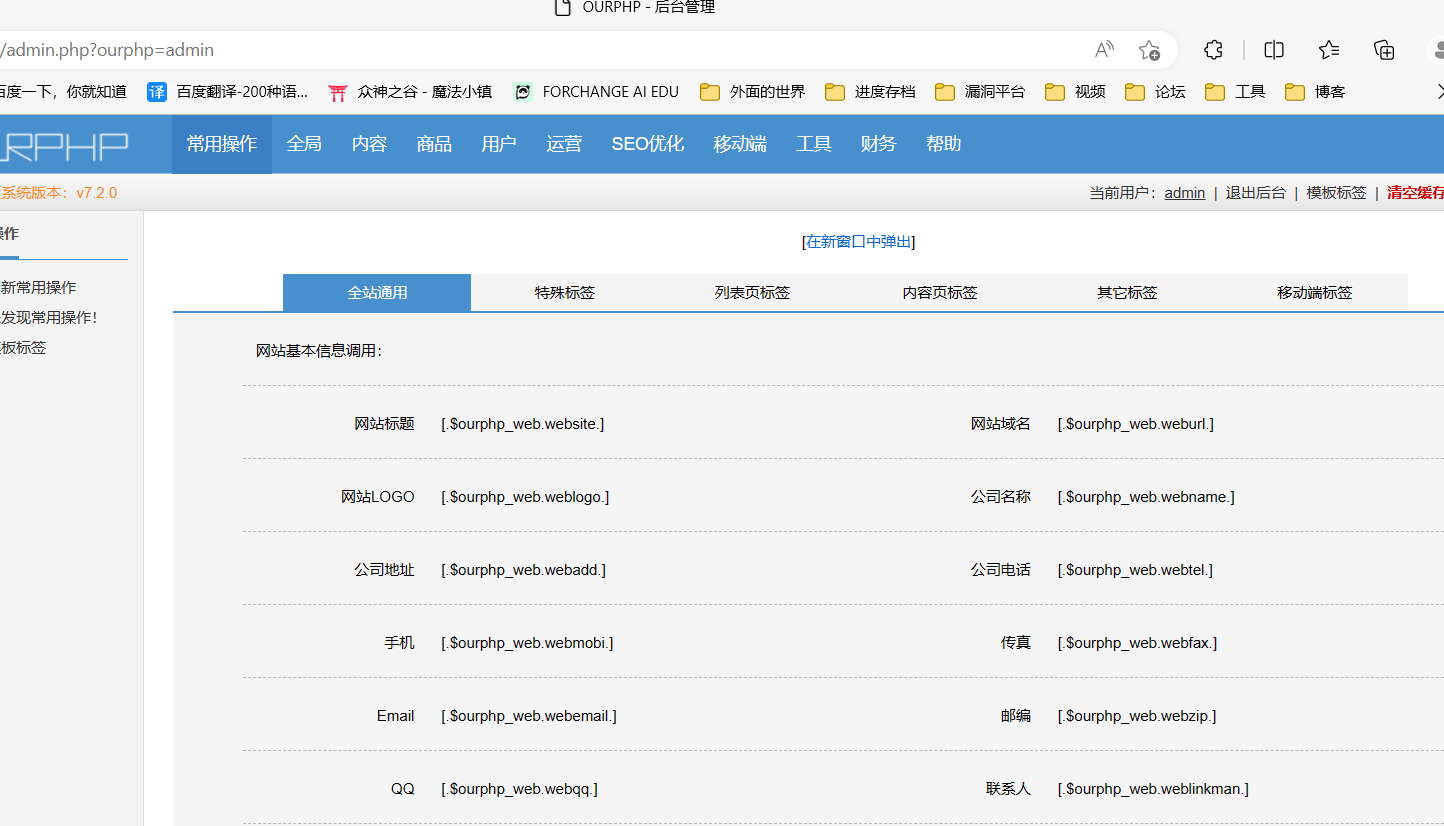 OURPHP - 后台管理
/admin.php?ourphp=admin
百度一下，你就知道 译 百度翻译-200种语... 众神之谷 - 魔法小镇 FORCHANGE AI EDU 外面的世界 进度存档 漏洞平台 视频 论坛 工具 博客
URPHP 常用操作 全局 内容 商品 用户 运营 SEO优化 移动端 工具 财务 帮助
系统版本：v7.2.0 当前用户：admin | 退出后台 | 模板标签 | 清空缓存
操作
新常用操作
发现常用操作！
板标签
[在新窗口中弹出]
全站通用 特殊标签 列表页标签 内容页标签 其它标签 移动端标签
网站基本信息调用：
网站标题 [.$ourphp_web.website.] 网站域名 [.$ourphp_web.weburl.]
网站LOGO [.$ourphp_web.weblogo.] 公司名称 [.$ourphp_web.webname.]
公司地址 [.$ourphp_web.webadd.] 公司电话 [.$ourphp_web.webtel.]
手机 [.$ourphp_web.webmobi.] 传真 [.$ourphp_web.webfax.]
Email [.$ourphp_web.webemail.] 邮编 [.$ourphp_web.webzip.]
QQ [.$ourphp_web.webqq.] 联系人 [.$ourphp_web.weblinkman.]